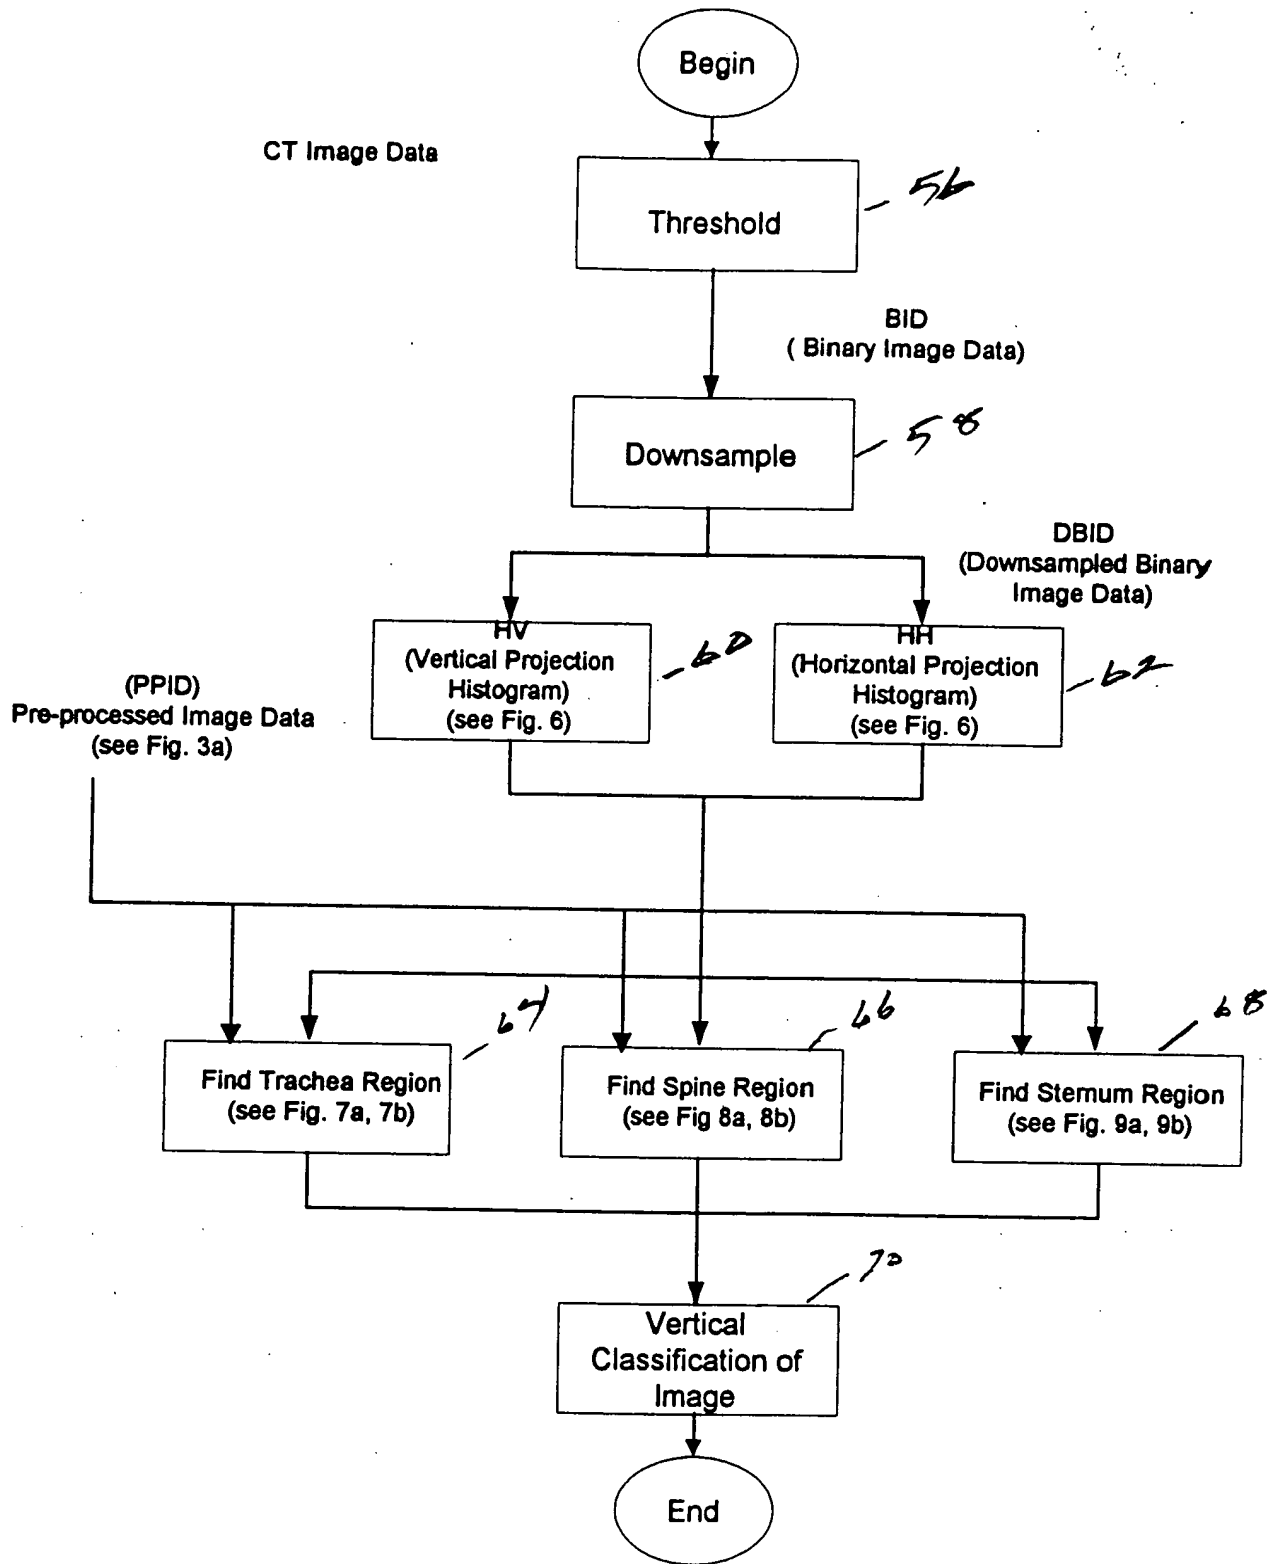 Begin
CT Image Data
Threshold
56
BID
( Binary Image Data)
Downsample
58
DBID
(Downsampled Binary
Image Data)
HV
(Vertical Projection
Histogram)
(see Fig. 6)
60
HH
(Horizontal Projection
Histogram)
(see Fig. 6)
62
(PPID)
Pre-processed Image Data
(see Fig. 3a)
Find Trachea Region
(see Fig. 7a, 7b)
64
Find Spine Region
(see Fig 8a, 8b)
66
Find Sternum Region
(see Fig. 9a, 9b)
68
Vertical
Classification of
Image
70
End